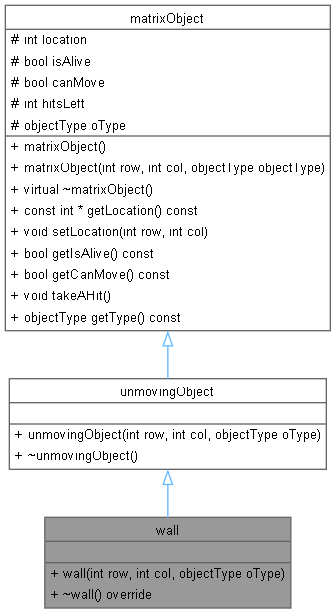 matrixObject
# int location
# bool isAlive
# bool canMove
# int hitsLeft
# objectType oType
+ matrixObject()
+ matrixObject(int row, int col, objectType objectType)
+ virtual ~matrixObject()
+ const int * getLocation() const
+ void setLocation(int row, int col)
+ bool getIsAlive() const
+ bool getCanMove() const
+ void takeAHit()
+ objectType getType() const
unmovingObject
+ unmovingObject(int row, int col, objectType oType)
+ ~unmovingObject()
wall
+ wall(int row, int col, objectType oType)
+ ~wall() override